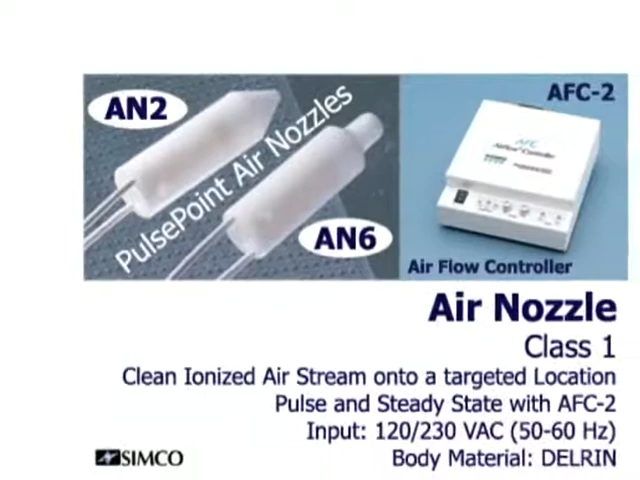 AN2
PulsePoint Air Nozzles
AN6
AFC-2
AFC
Air Flow Controller
Air Nozzle
Class 1
Clean Ionized Air Stream onto a targeted Location
Pulse and Steady State with AFC-2
Input: 120/230 VAC (50-60 Hz)
Body Material: DELRIN
SIMCO